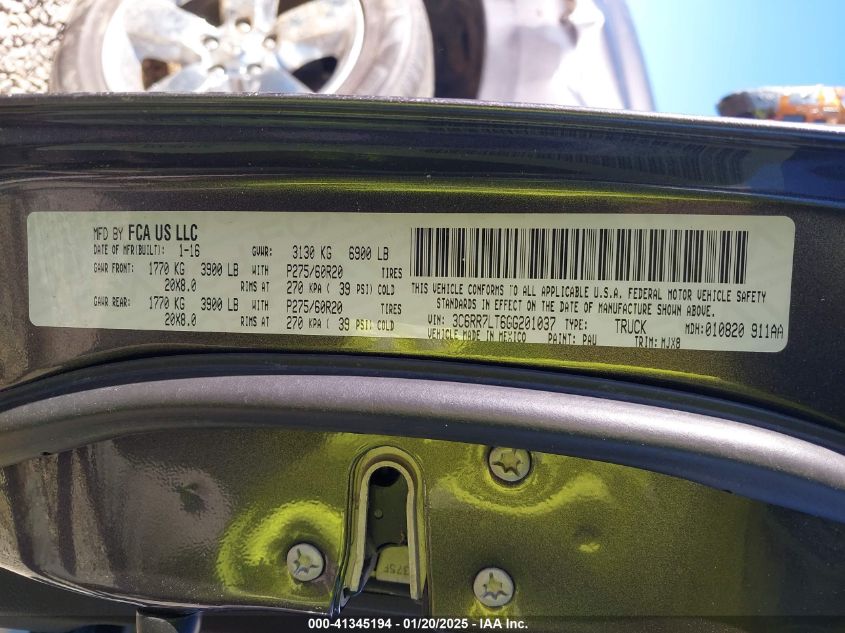 MFD BY FCA US LLC
DATE OF MFR(BUILT): 1-16 GVWR: 3130 KG 6900 LB
GAWR FRONT: 1770 KG 3900 LB WITH P275/60R20 TIRES
20X8.0 RIMS AT 270 KPA ( 39 PSI) COLD
GAWR REAR: 1770 KG 3900 LB WITH P275/60R20 TIRES
20X8.0 RIMS AT 270 KPA ( 39 PSI) COLD
THIS VEHICLE CONFORMS TO ALL APPLICABLE U.S.A. FEDERAL MOTOR VEHICLE SAFETY
STANDARDS IN EFFECT ON THE DATE OF MANUFACTURE SHOWN ABOVE.
VIN: 3C6RR7LT6GG201037 TYPE: TRUCK MDH:010820 911AA
VEHICLE MADE IN MEXICO PAINT: PAU TRIM: MJX8
375F
000-41345194 / 01/20/2025 - IAA Inc.